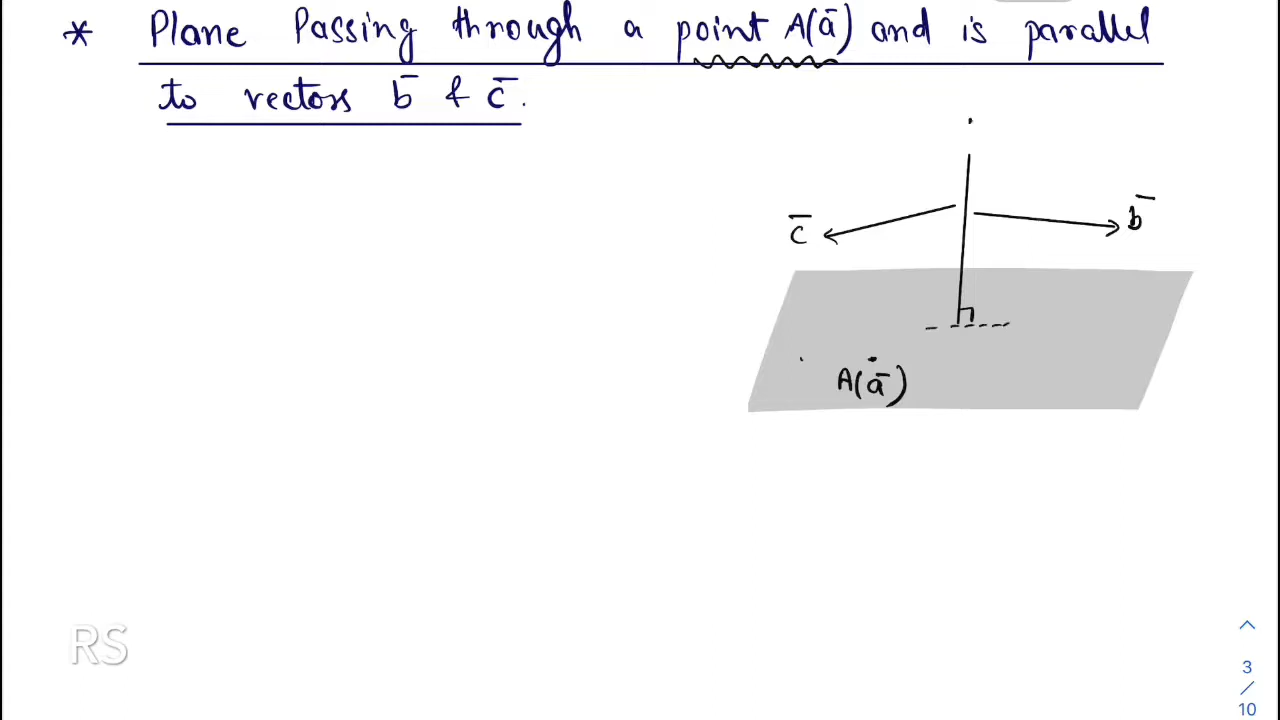 * Plane Passing through a point A(a̅) and is parallel
to vectors b̅ & c̅.
c̅
b̅
A(a̅)
RS
3
/
10